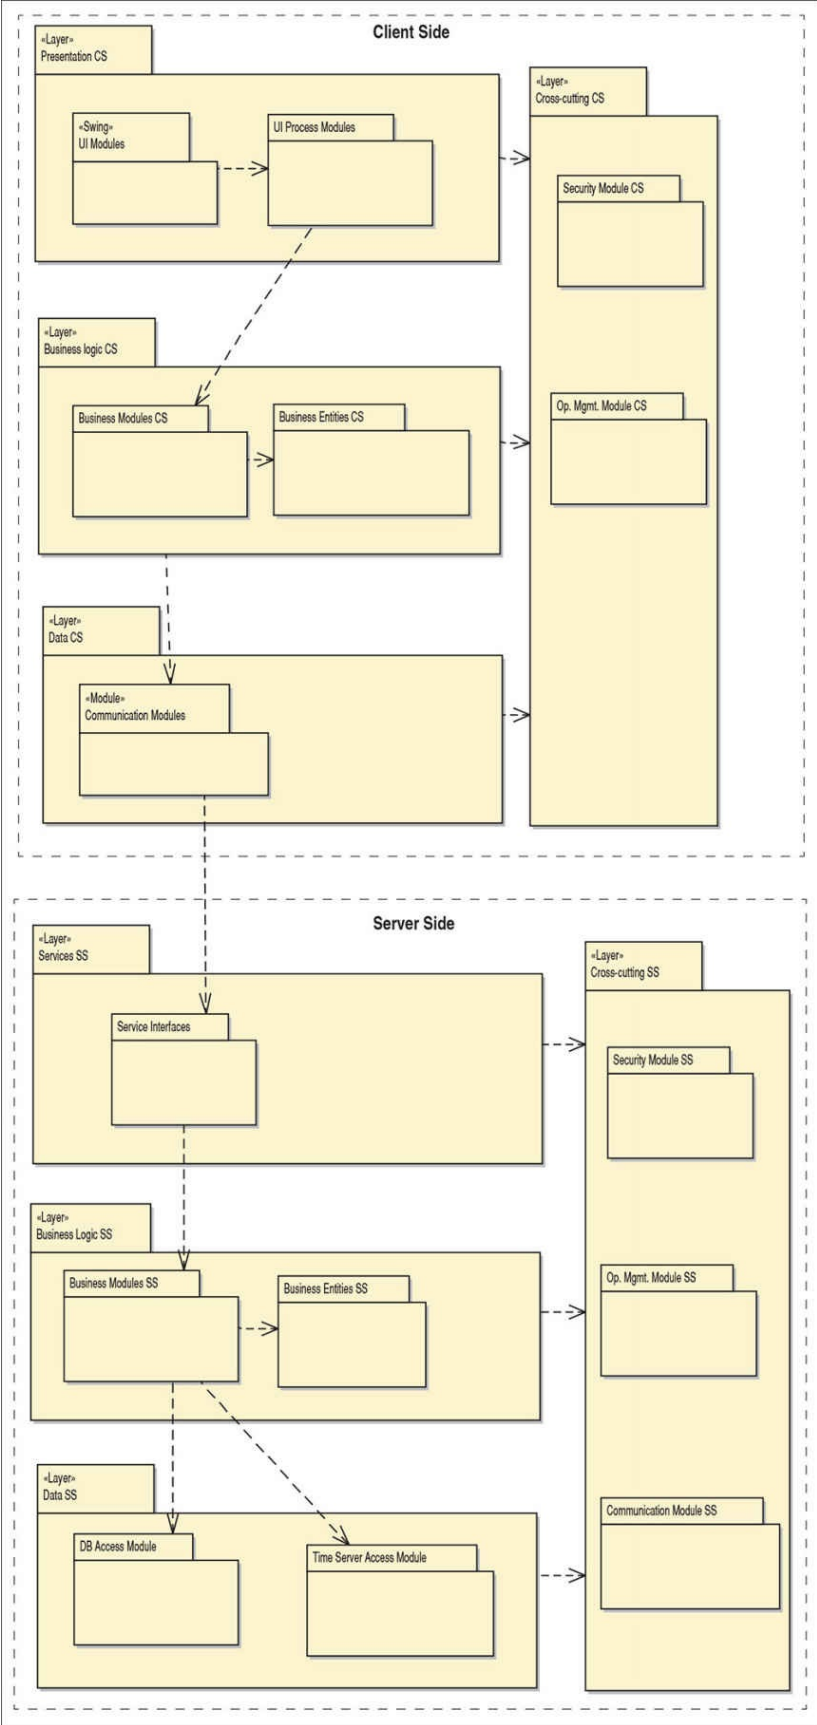 Client Side
«Layer»
Presentation CS
«Swing»
UI Modules
UI Process Modules
«Layer»
Cross-cutting CS
Security Module CS
«Layer»
Business logic CS
Business Modules CS
Business Entities CS
Op. Mgmt. Module CS
«Layer»
Data CS
«Module»
Communication Modules
Server Side
«Layer»
Services SS
Service Interfaces
«Layer»
Cross-cutting SS
Security Module SS
«Layer»
Business Logic SS
Business Modules SS
Business Entities SS
Op. Mgmt. Module SS
«Layer»
Data SS
DB Access Module
Time Server Access Module
Communication Module SS